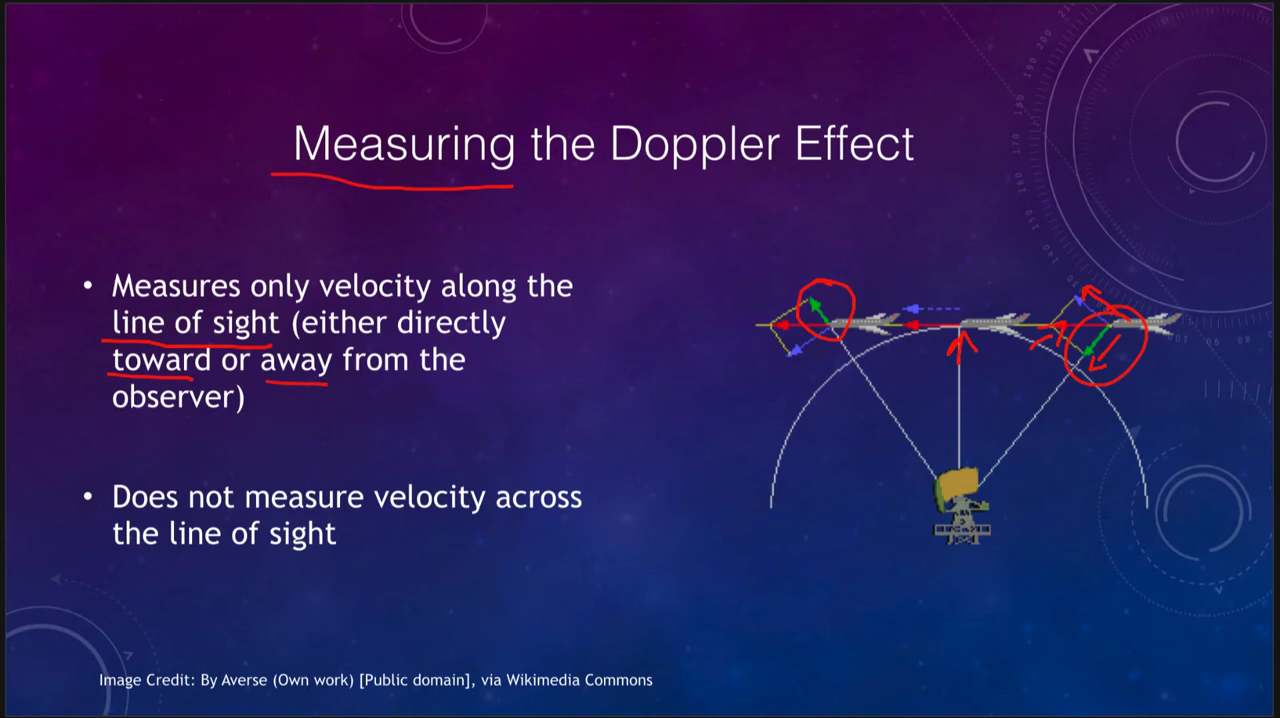 Measuring the Doppler Effect
• Measures only velocity along the
line of sight (either directly
toward or away from the
observer)
• Does not measure velocity across
the line of sight
Image Credit: By Averse (Own work) [Public domain], via Wikimedia Commons